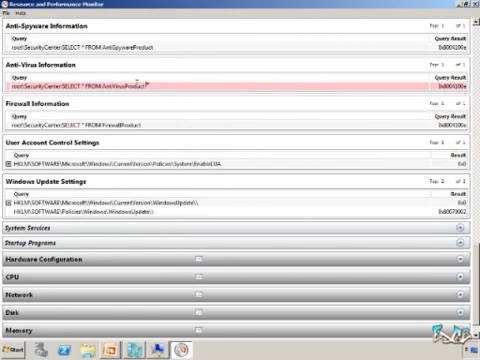 Resource and Performance Monitor
File Help
Anti-Spyware Information Top: 1 of 1
Query Query Result
root\SecurityCenter:SELECT * FROM AntiSpywareProduct 0x8004100e
Anti-Virus Information Top: 1 of 1
Query Query Result
root\SecurityCenter:SELECT * FROM AntiVirusProduct 0x8004100e
Firewall Information Top: 1 of 1
Query Query Result
root\SecurityCenter:SELECT * FROM FirewallProduct 0x8004100e
User Account Control Settings Top: 1 of 1
Query Result
HKLM\SOFTWARE\Microsoft\Windows\CurrentVersion\Policies\System\EnableLUA 0x0
Windows Update Settings Top: 2 of 2
Query Result
HKLM\SOFTWARE\Microsoft\Windows\CurrentVersion\WindowsUpdate\\ 0x0
HKLM\SOFTWARE\Policies\Windows\WindowsUpdate\\ 0x80070002
System Services
Startup Programs
Hardware Configuration
CPU
Network
Disk
Memory
Start